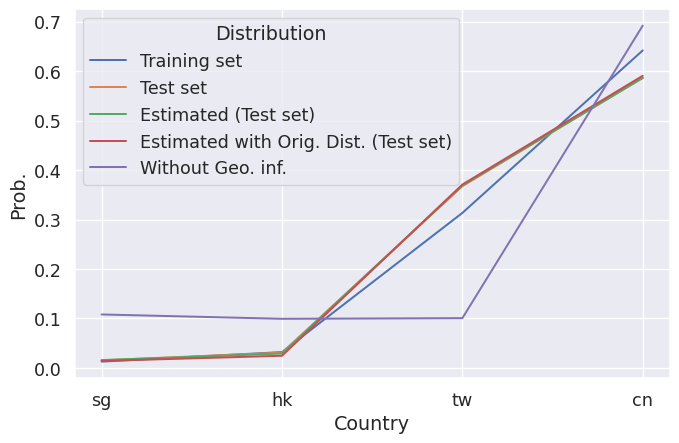 0.7
0.6
0.5
0.4
0.3
0.2
0.1
0.0
Prob.
Distribution
Training set
Test set
Estimated (Test set)
Estimated with Orig. Dist. (Test set)
Without Geo. inf.
sg hk tw cn
Country